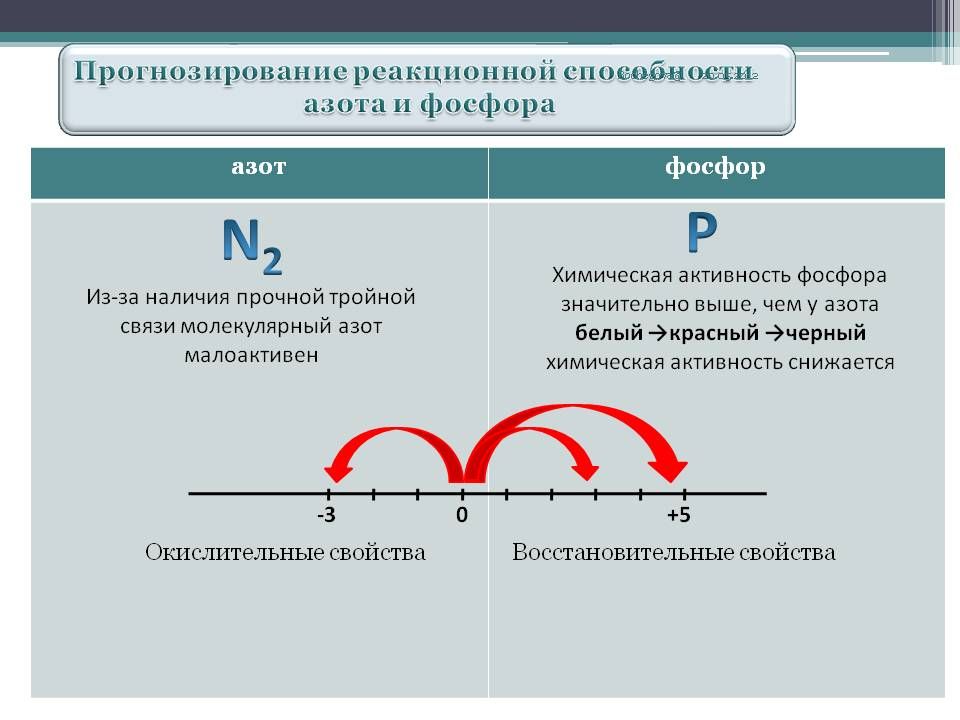 Прогнозирование реакционной способности
азота и фосфора
азот
фосфор
N2
Из-за наличия прочной тройной
связи молекулярный азот
малоактивен
P
Химическая активность фосфора
значительно выше, чем у азота
белый →красный →черный
химическая активность снижается
-3 0 +5
Окислительные свойства
Восстановительные свойства